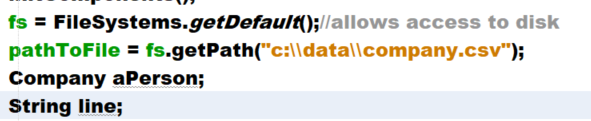 fs = FileSystems.getDefault();//allows access to disk
pathToFile = fs.getPath("c:\\data\\company.csv");
Company aPerson;
String line;